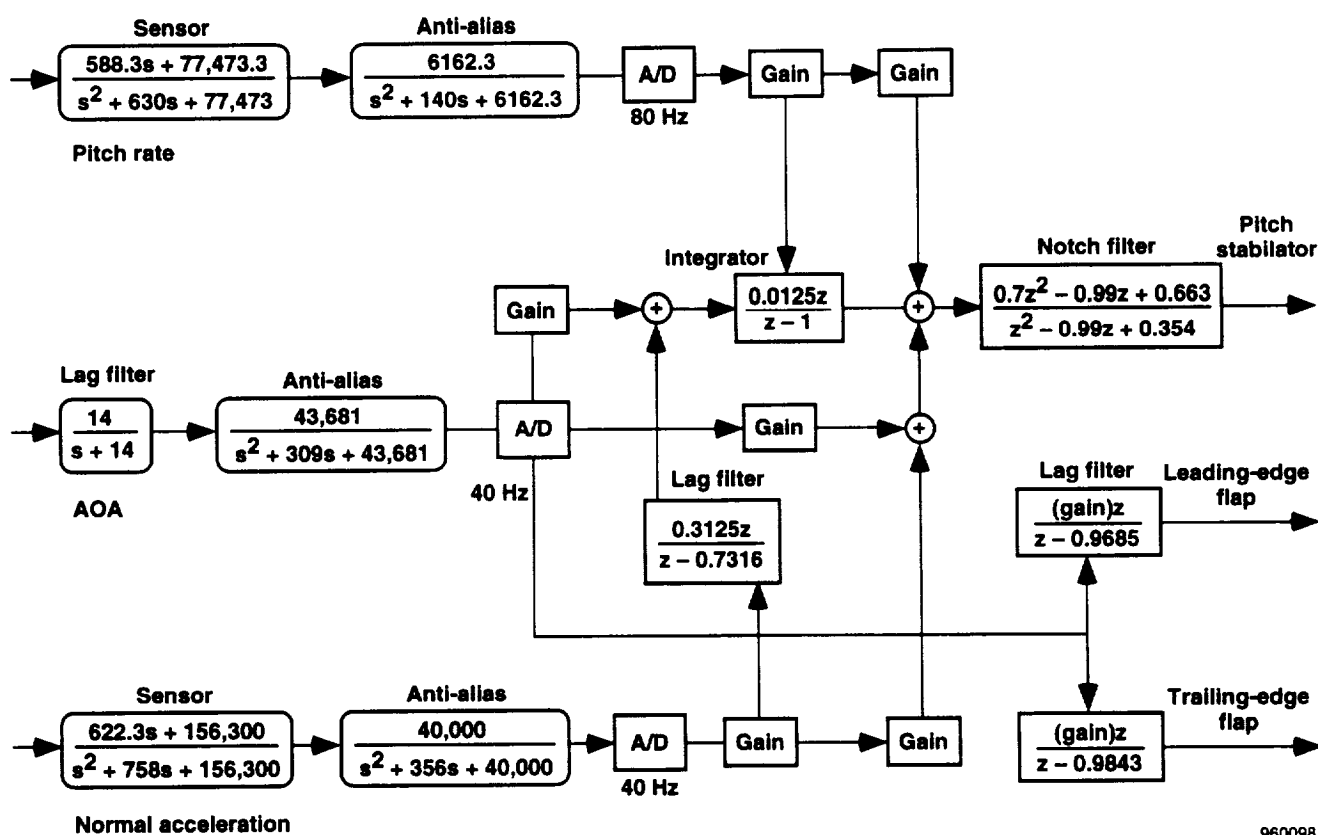 Sensor
588.3s + 77,473.3
s² + 630s + 77,473
Pitch rate
Anti-alias
6162.3
s² + 140s + 6162.3
A/D
80 Hz
Gain
Gain
Integrator
0.0125z
z – 1
Notch filter
0.7z² – 0.99z + 0.663
z² – 0.99z + 0.354
Pitch
stabilator
Gain
+
+
Lag filter
14
s + 14
AOA
Anti-alias
43,681
s² + 309s + 43,681
A/D
40 Hz
Gain
+
Lag filter
0.3125z
z – 0.7316
Lag filter
(gain)z
z – 0.9685
Leading-edge
flap
Sensor
622.3s + 156,300
s² + 758s + 156,300
Normal acceleration
Anti-alias
40,000
s² + 356s + 40,000
A/D
40 Hz
Gain
Gain
(gain)z
z – 0.9843
Trailing-edge
flap
960098